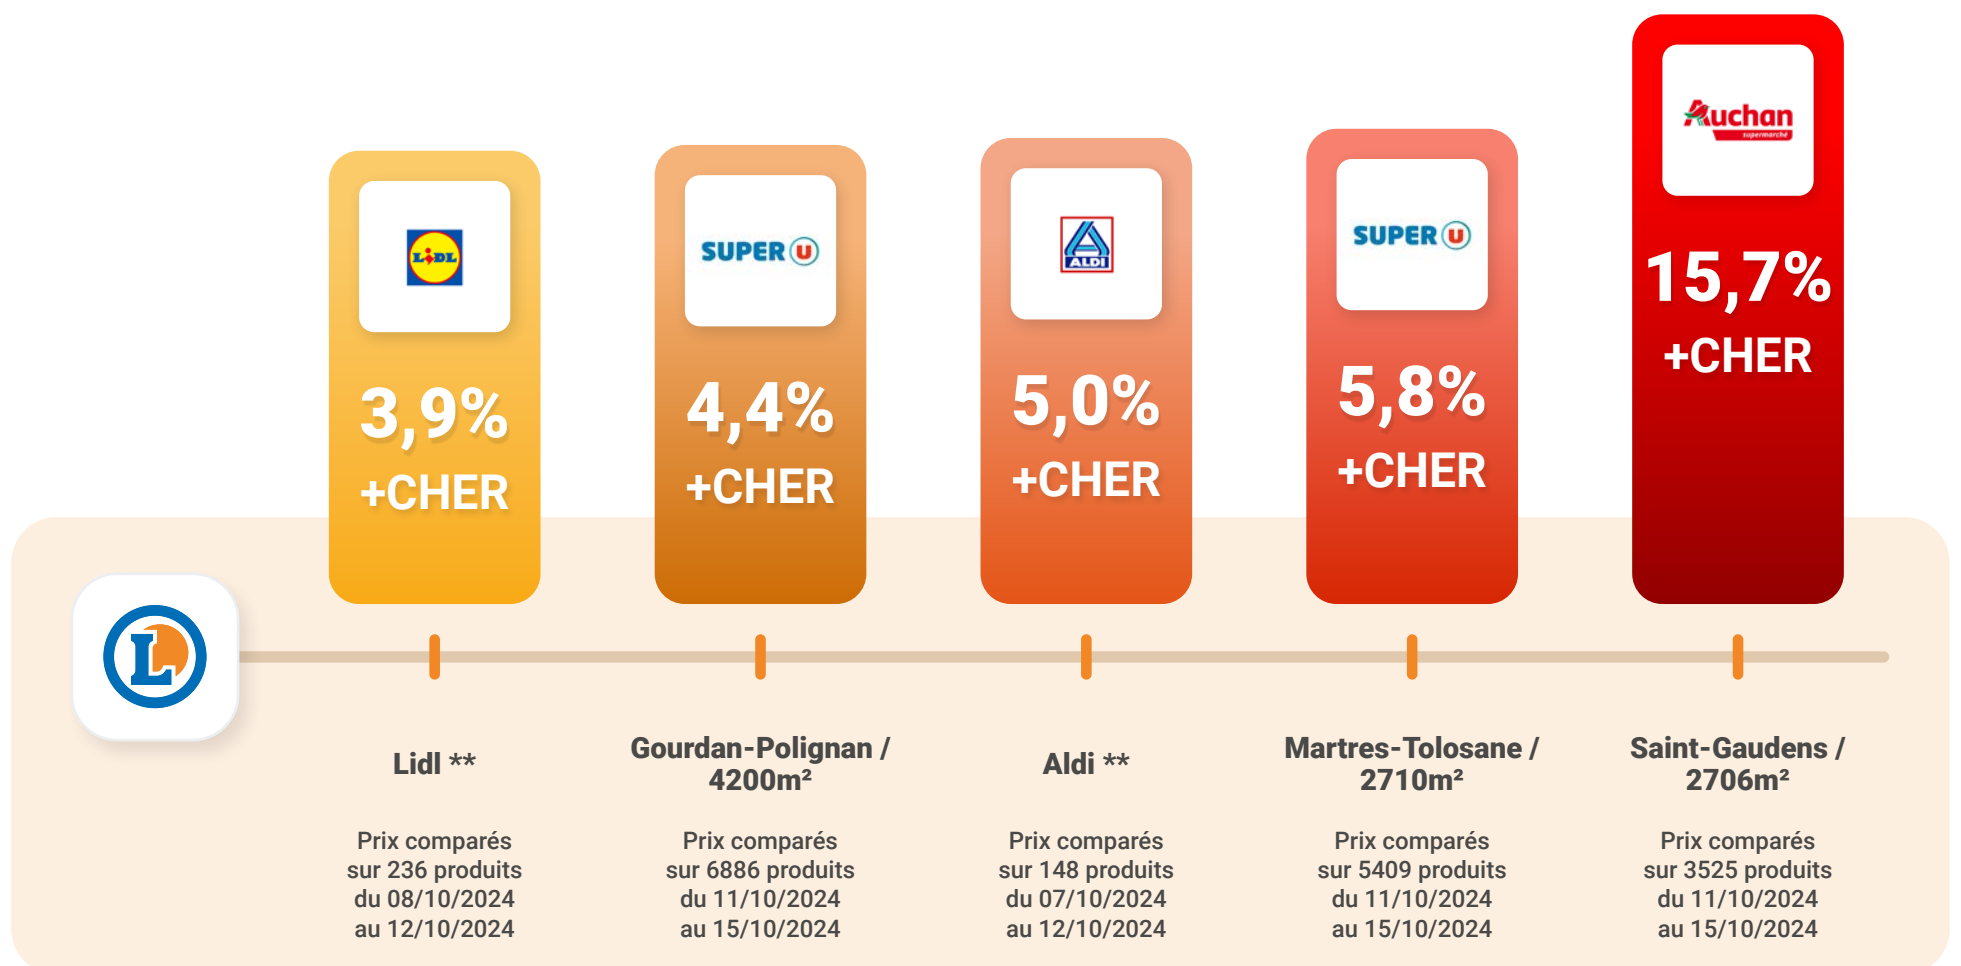 LIDL
3,9%
+CHER
SUPER U
4,4%
+CHER
ALDI
5,0%
+CHER
SUPER U
5,8%
+CHER
Auchan
supermarché
15,7%
+CHER
L
Lidl **
Prix comparés
sur 236 produits
du 08/10/2024
au 12/10/2024
Gourdan-Polignan /
4200m²
Prix comparés
sur 6886 produits
du 11/10/2024
au 15/10/2024
Aldi **
Prix comparés
sur 148 produits
du 07/10/2024
au 12/10/2024
Martres-Tolosane /
2710m²
Prix comparés
sur 5409 produits
du 11/10/2024
au 15/10/2024
Saint-Gaudens /
2706m²
Prix comparés
sur 3525 produits
du 11/10/2024
au 15/10/2024